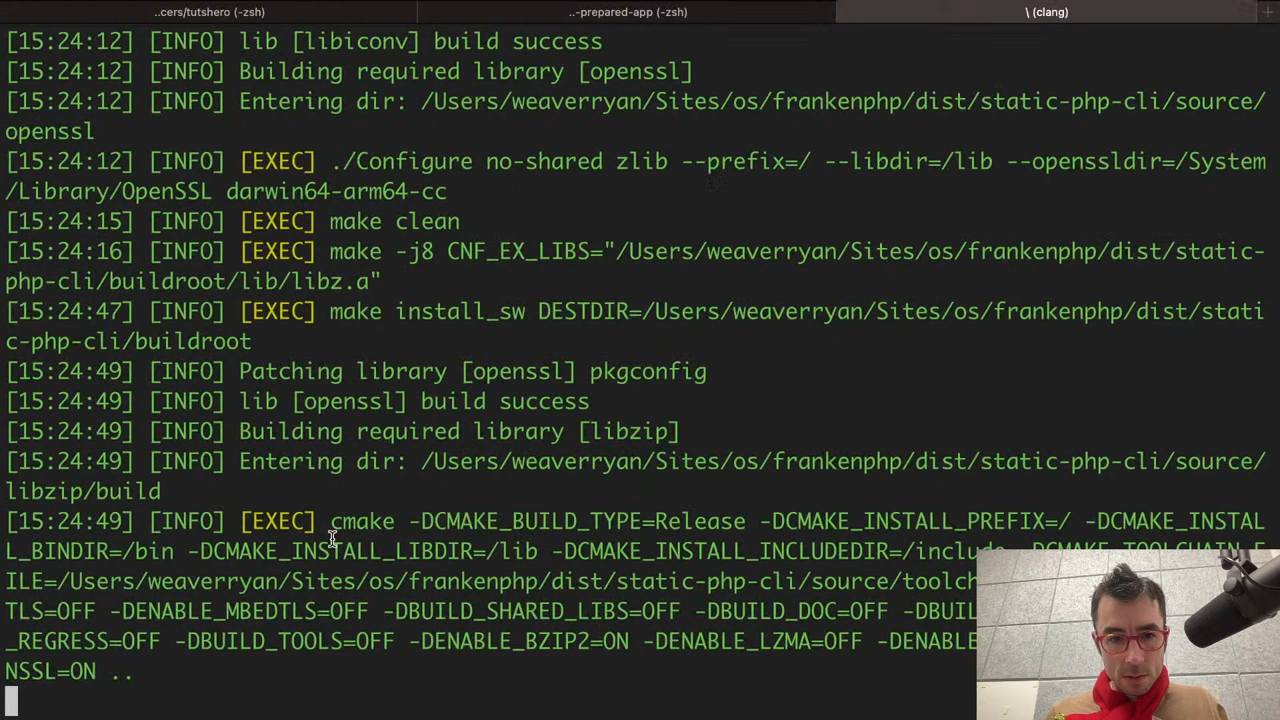 ..cers/tutshero (-zsh)
..-prepared-app (-zsh)
\ (clang)
[15:24:12] [INFO] lib [libiconv] build success
[15:24:12] [INFO] Building required library [openssl]
[15:24:12] [INFO] Entering dir: /Users/weaverryan/Sites/os/frankenphp/dist/static-php-cli/source/
openssl
[15:24:12] [INFO] [EXEC] ./Configure no-shared zlib --prefix=/ --libdir=/lib --openssldir=/System
/Library/OpenSSL darwin64-arm64-cc
[15:24:15] [INFO] [EXEC] make clean
[15:24:16] [INFO] [EXEC] make -j8 CNF_EX_LIBS="/Users/weaverryan/Sites/os/frankenphp/dist/static-
php-cli/buildroot/lib/libz.a"
[15:24:47] [INFO] [EXEC] make install_sw DESTDIR=/Users/weaverryan/Sites/os/frankenphp/dist/stati
c-php-cli/buildroot
[15:24:49] [INFO] Patching library [openssl] pkgconfig
[15:24:49] [INFO] lib [openssl] build success
[15:24:49] [INFO] Building required library [libzip]
[15:24:49] [INFO] Entering dir: /Users/weaverryan/Sites/os/frankenphp/dist/static-php-cli/source/
libzip/build
[15:24:49] [INFO] [EXEC] cmake -DCMAKE_BUILD_TYPE=Release -DCMAKE_INSTALL_PREFIX=/ -DCMAKE_INSTAL
L_BINDIR=/bin -DCMAKE_INSTALL_LIBDIR=/lib -DCMAKE_INSTALL_INCLUDEDIR=/include -DCMAKE_TOOLCHAIN_F
ILE=/Users/weaverryan/Sites/os/frankenphp/dist/static-php-cli/source/toolch
TLS=OFF -DENABLE_MBEDTLS=OFF -DBUILD_SHARED_LIBS=OFF -DBUILD_DOC=OFF -DBUIL
_REGRESS=OFF -DBUILD_TOOLS=OFF -DENABLE_BZIP2=ON -DENABLE_LZMA=OFF -DENABLE
NSSL=ON ..